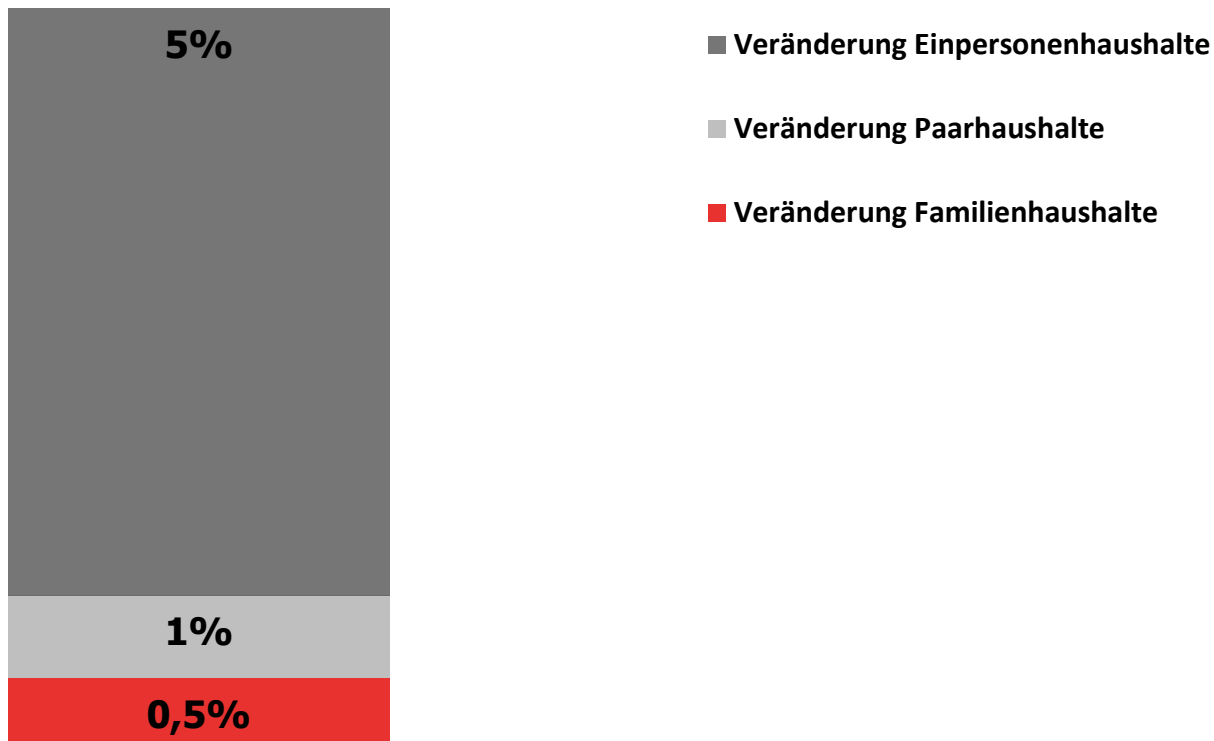 5%
1%
0,5%
Veränderung Einpersonenhaushalte
Veränderung Paarhaushalte
Veränderung Familienhaushalte